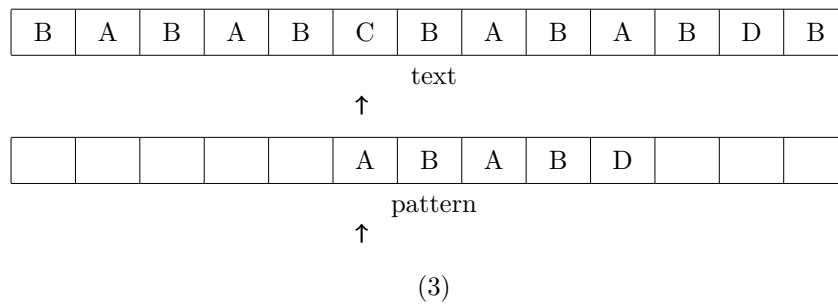 B A B A B C B A B A B D B
text
↑
A B A B D
pattern
↑
(3)